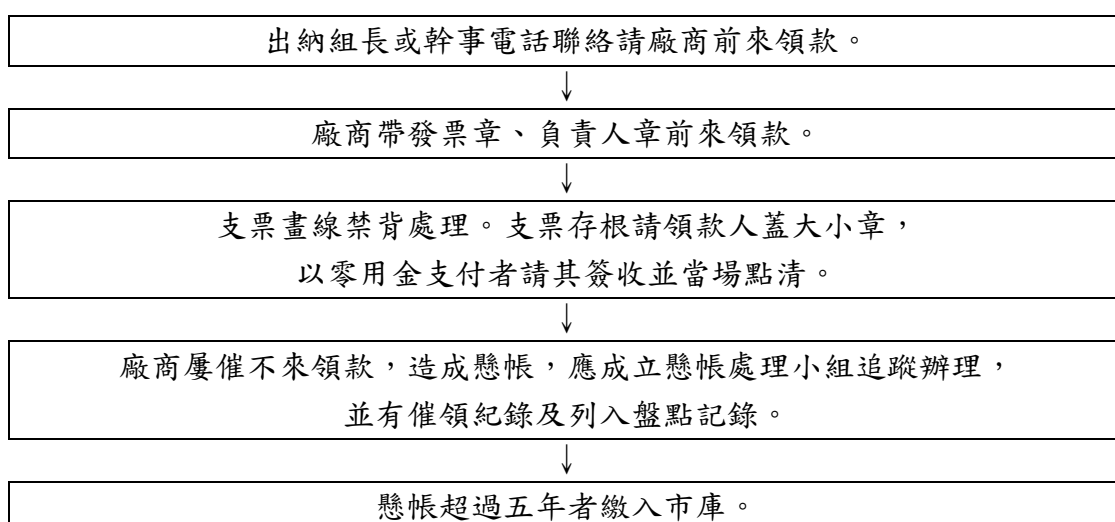 出納組長或幹事電話聯絡請廠商前來領款。
↓
廠商帶發票章、負責人章前來領款。
↓
支票畫線禁背處理。支票存根請領款人蓋大小章，
以零用金支付者請其簽收並當場點清。
↓
廠商屢催不來領款，造成懸帳，應成立懸帳處理小組追蹤辦理，
並有催領紀錄及列入盤點記錄。
↓
懸帳超過五年者繳入市庫。